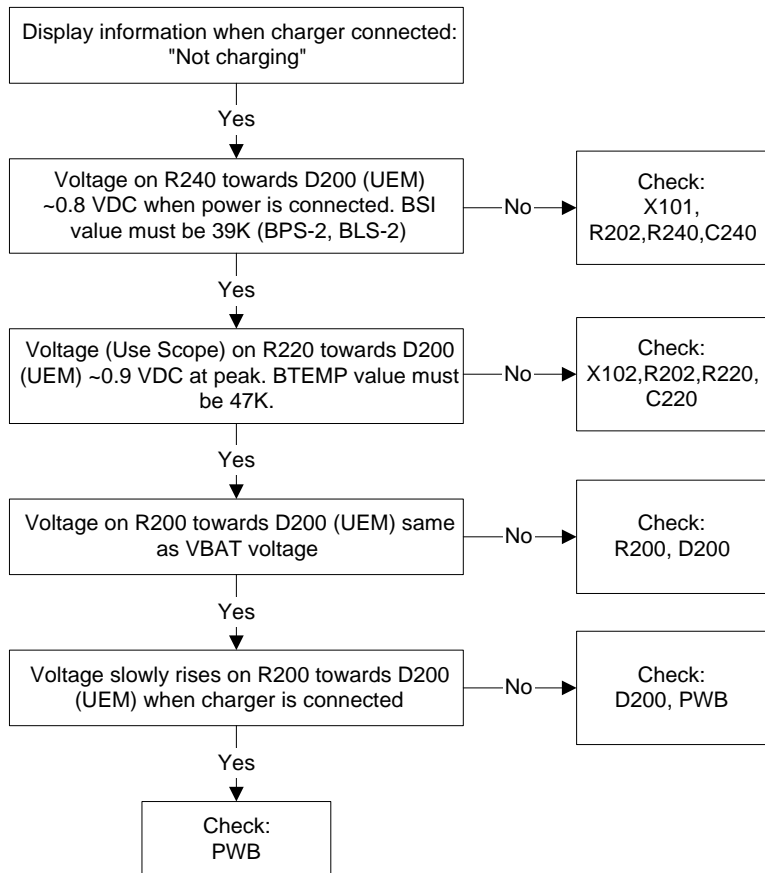 Display information when charger connected:
"Not charging"
Yes
Voltage on R240 towards D200 (UEM)
~0.8 VDC when power is connected. BSI
value must be 39K (BPS-2, BLS-2)
No
Check:
X101,
R202,R240,C240
Yes
Voltage (Use Scope) on R220 towards D200
(UEM) ~0.9 VDC at peak. BTEMP value must
be 47K.
No
Check:
X102,R202,R220,
C220
Yes
Voltage on R200 towards D200 (UEM) same
as VBAT voltage
No
Check:
R200, D200
Yes
Voltage slowly rises on R200 towards D200
(UEM) when charger is connected
No
Check:
D200, PWB
Yes
Check:
PWB